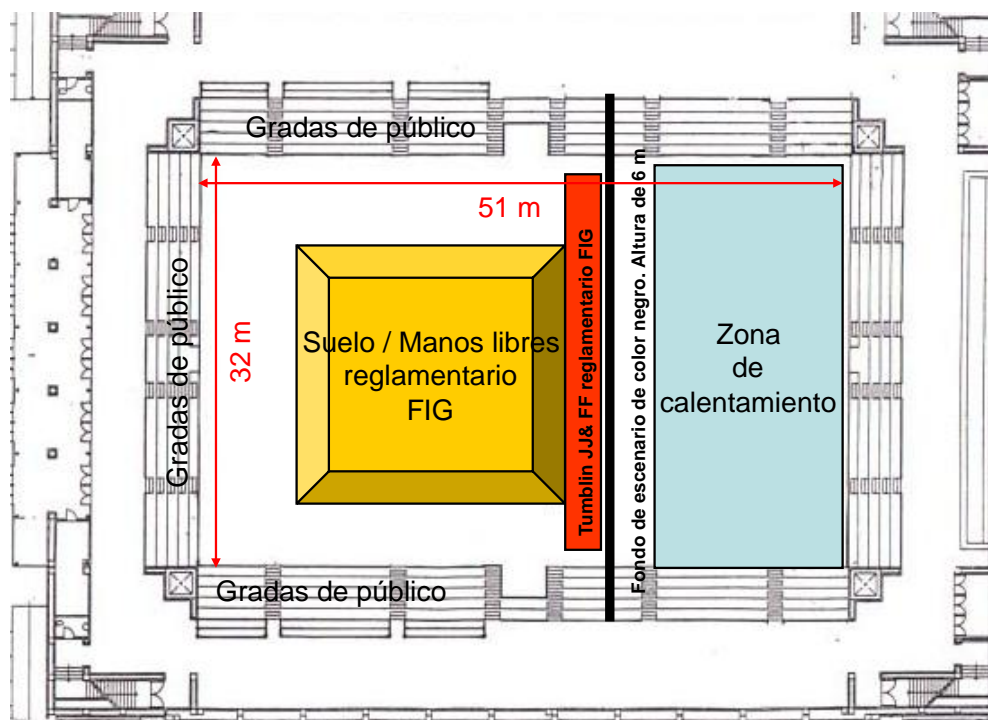 Gradas de público
51 m
32 m
Gradas de público
Suelo / Manos libres
reglamentario
FIG
Tumblin JJ& FF reglamentario FIG
Fondo de escenario de color negro. Altura de 6 m
Zona
de
calentamiento
Gradas de público